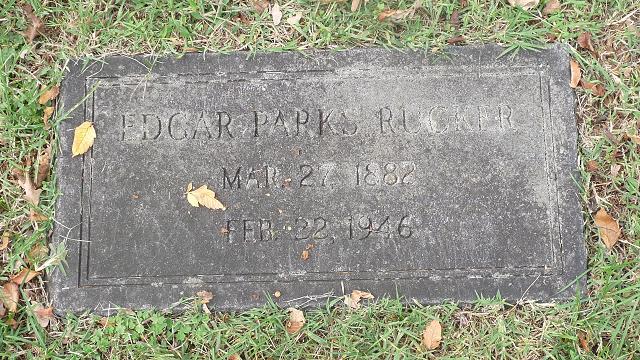 EDGAR PARKS RUCKER
MAR. 27, 1882
FEB. 22, 1946